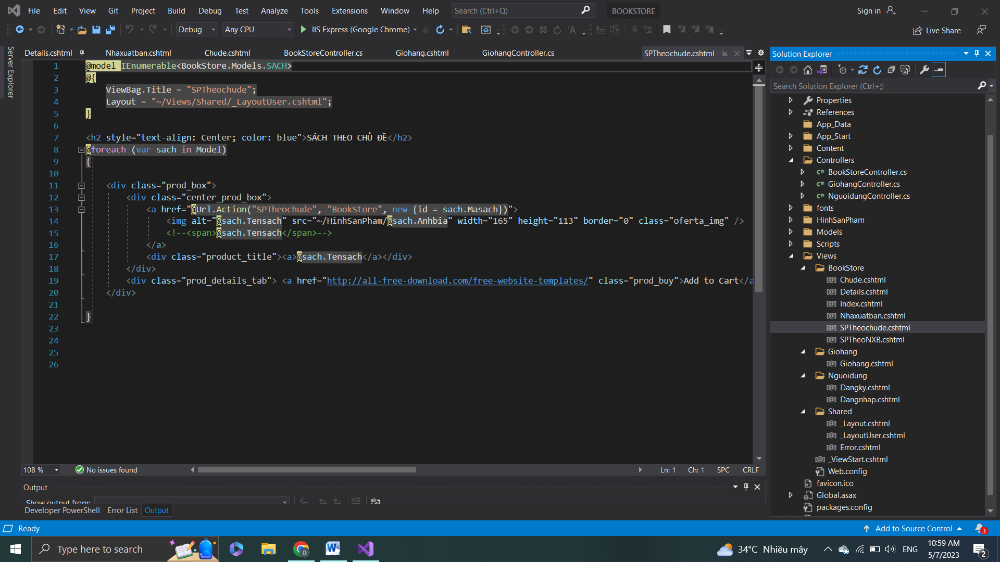 File Edit View Git Project Build Debug Test Analyze Tools Extensions Window Help Search (Ctrl+Q) BOOKSTORE Sign in
Debug Any CPU IIS Express (Google Chrome) Live Share
Server Explorer
Details.cshtml Nhaxuatban.cshtml Chude.cshtml BookStoreController.cs Giohang.cshtml GiohangController.cs SPTheochude.cshtml
1 @model IEnumerable<BookStore.Models.SACH>
2 @{
3 ViewBag.Title = "SPTheochude";
4 Layout = "~/Views/Shared/_LayoutUser.cshtml";
5 }
6
7 <h2 style="text-align: Center; color: blue">SÁCH THEO CHỦ ĐỀ</h2>
8 @foreach (var sach in Model)
9 {
10
11 <div class="prod_box">
12 <div class="center_prod_box">
13 <a href="@Url.Action("SPTheochude", "BookStore", new {id = sach.Masach})">
14 <img alt="@sach.Tensach" src="~/HinhSanPham/@sach.Anhbia" width="165" height="113" border="0" class="oferta_img" />
15 <!--<span>@sach.Tensach</span>-->
16 </a>
17 <div class="product_title"><a>@sach.Tensach</a></div>
18 </div>
19 <div class="prod_details_tab"> <a href="http://all-free-download.com/free-website-templates/" class="prod_buy">Add to Cart</a
20 </div>
21
22 }
23
24
25
26
108 % No issues found Ln: 1 Ch: 1 SPC CRLF
Output
Show output from:
Developer PowerShell Error List Output
Solution Explorer
Search Solution Explorer (Ctrl+;)
Properties
References
App_Data
App_Start
Content
Controllers
C# BookStoreController.cs
C# GiohangController.cs
C# NguoidungController.cs
fonts
HinhSanPham
Models
Scripts
Views
BookStore
[@] Chude.cshtml
[@] Details.cshtml
[@] Index.cshtml
[@] Nhaxuatban.cshtml
[@] SPTheochude.cshtml
[@] SPTheoNXB.cshtml
Giohang
[@] Giohang.cshtml
Nguoidung
[@] Dangky.cshtml
[@] Dangnhap.cshtml
Shared
[@] _Layout.cshtml
[@] _LayoutUser.cshtml
[@] Error.cshtml
[@] _ViewStart.cshtml
Web.config
favicon.ico
Global.asax
packages.config
Ready Add to Source Control 3
Type here to search D W 34°C Nhiều mây ENG 10:59 AM
5/7/2023 2